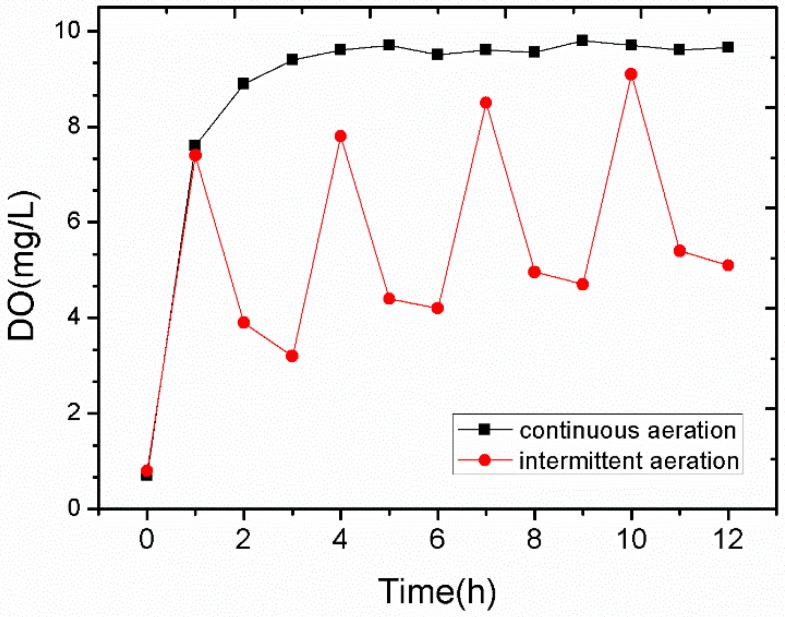 10
8
6
4
2
0
DO(mg/L)
continuous aeration
intermittent aeration
0 2 4 6 8 10 12
Time(h)